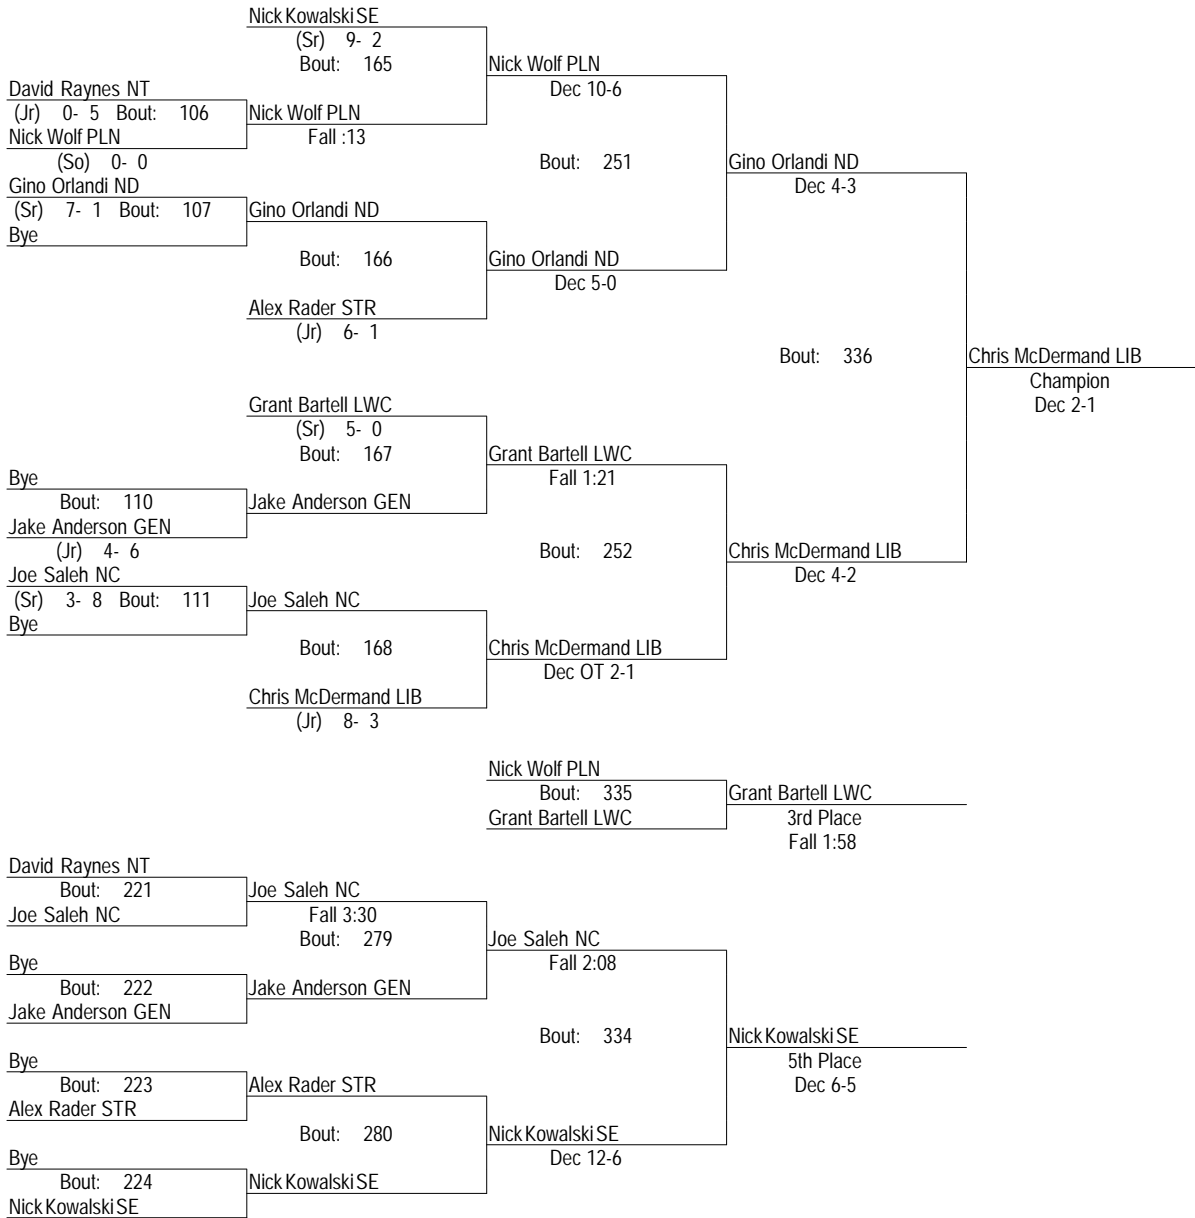 Nick Kowalski SE
(Sr) 9- 2
Bout: 165
Nick Wolf PLN
Dec 10-6
David Raynes NT
(Jr) 0- 5 Bout: 106
Nick Wolf PLN
Fall :13
Nick Wolf PLN
(So) 0- 0
Bout: 251
Gino Orlandi ND
Dec 4-3
Gino Orlandi ND
(Sr) 7- 1 Bout: 107
Gino Orlandi ND
Bye
Bout: 166
Gino Orlandi ND
Dec 5-0
Alex Rader STR
(Jr) 6- 1
Bout: 336
Chris McDermand LIB
Champion
Dec 2-1
Grant Bartell LWC
(Sr) 5- 0
Bout: 167
Grant Bartell LWC
Fall 1:21
Bye
Bout: 110
Jake Anderson GEN
Jake Anderson GEN
(Jr) 4- 6
Bout: 252
Chris McDermand LIB
Dec 4-2
Joe Saleh NC
(Sr) 3- 8 Bout: 111
Joe Saleh NC
Bye
Bout: 168
Chris McDermand LIB
Dec OT 2-1
Chris McDermand LIB
(Jr) 8- 3
Nick Wolf PLN
Bout: 335
Grant Bartell LWC
Grant Bartell LWC
3rd Place
Fall 1:58
David Raynes NT
Bout: 221
Joe Saleh NC
Joe Saleh NC
Fall 3:30
Bout: 279
Joe Saleh NC
Fall 2:08
Bye
Bout: 222
Jake Anderson GEN
Jake Anderson GEN
Bout: 334
Nick Kowalski SE
5th Place
Dec 6-5
Bye
Bout: 223
Alex Rader STR
Alex Rader STR
Bout: 280
Nick Kowalski SE
Dec 12-6
Bye
Bout: 224
Nick Kowalski SE
Nick Kowalski SE